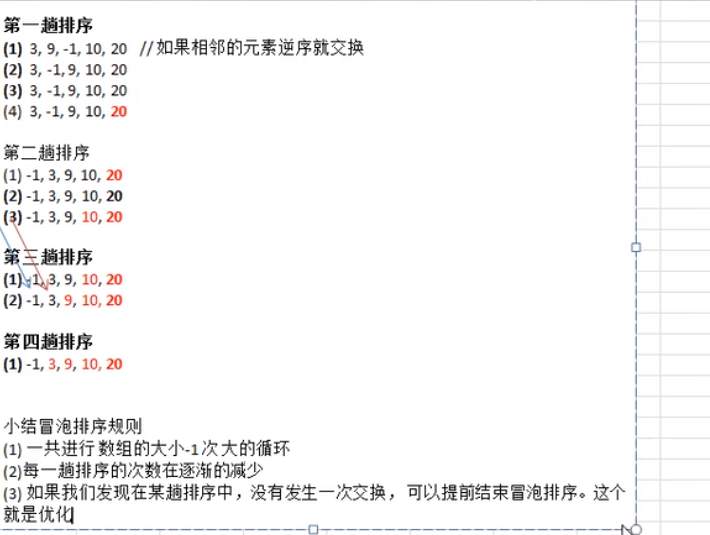 第一趟排序
(1) 3, 9, -1, 10, 20 //如果相邻的元素逆序就交换
(2) 3, -1, 9, 10, 20
(3) 3, -1, 9, 10, 20
(4) 3, -1, 9, 10, 20
第二趟排序
(1) -1, 3, 9, 10, 20
(2) -1, 3, 9, 10, 20
(3) -1, 3, 9, 10, 20
第三趟排序
(1) -1, 3, 9, 10, 20
(2) -1, 3, 9, 10, 20
第四趟排序
(1) -1, 3, 9, 10, 20
小结冒泡排序规则
(1) 一共进行 数组的大小-1 次 大的循环
(2)每一趟排序的次数在逐渐的减少
(3) 如果我们发现在某趟排序中，没有发生一次交换， 可以提前结束冒泡排序。这个
就是优化